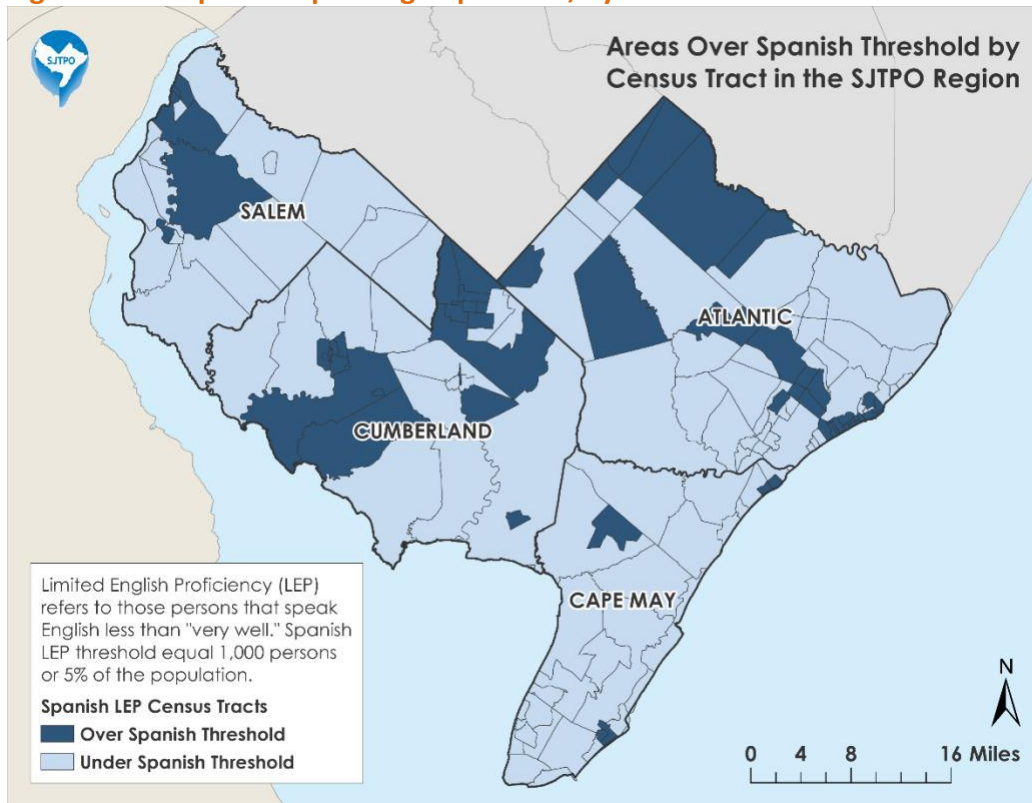 Areas Over Spanish Threshold by
Census Tract in the SJTPO Region
SJTPO
SALEM
ATLANTIC
CUMBERLAND
CAPE MAY
Limited English Proficiency (LEP)
refers to those persons that speak
English less than "very well." Spanish
LEP threshold equal 1,000 persons
or 5% of the population.
Spanish LEP Census Tracts
Over Spanish Threshold
Under Spanish Threshold
N
0 4 8 16 Miles